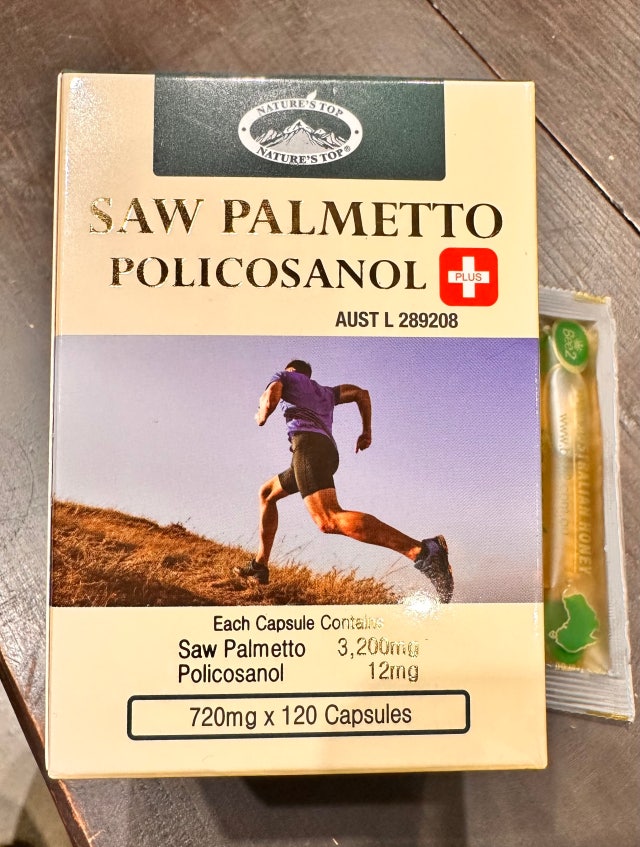 NATURE'S TOP
NATURE'S TOP®
SAW PALMETTO
POLICOSANOL
PLUS
AUST L 289208
Each Capsule Contains
Saw Palmetto 3,200mg
Policosanol 12mg
720mg x 120 Capsules
Bee2
HONEY